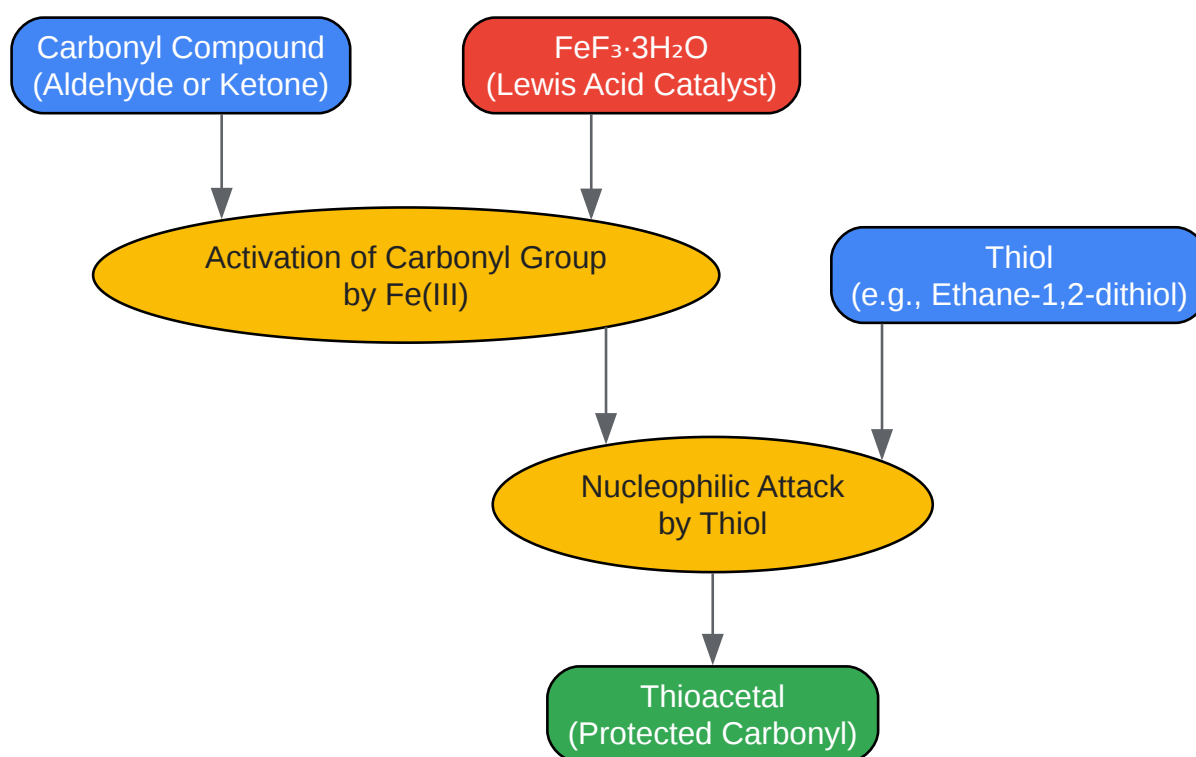 Carbonyl Compound
(Aldehyde or Ketone)
FeF₃·3H₂O
(Lewis Acid Catalyst)
Activation of Carbonyl Group
by Fe(III)
Thiol
(e.g., Ethane-1,2-dithiol)
Nucleophilic Attack
by Thiol
Thioacetal
(Protected Carbonyl)